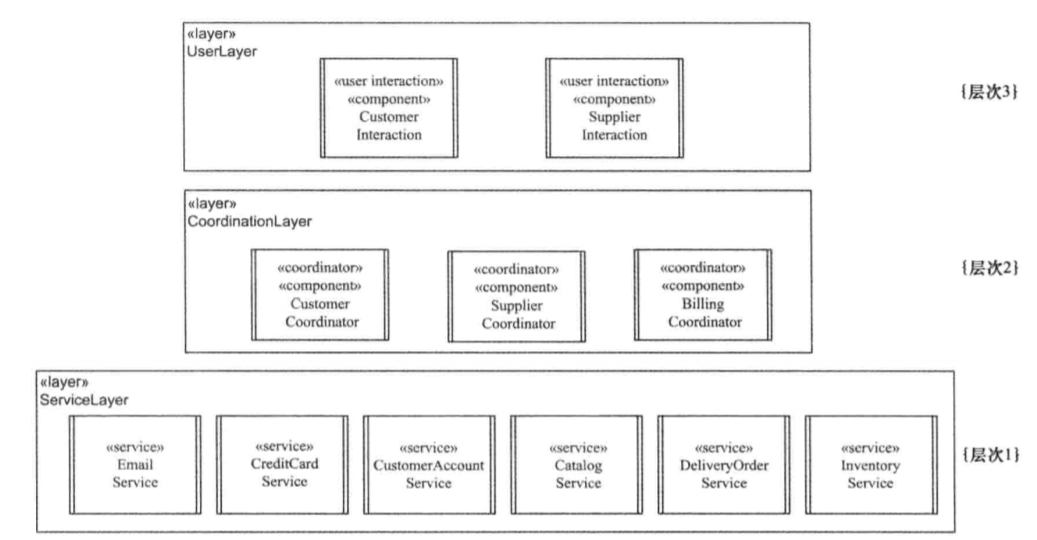 «layer»
UserLayer
«user interaction»
«component»
Customer
Interaction
«user interaction»
«component»
Supplier
Interaction
{层次3}
«layer»
CoordinationLayer
«coordinator»
«component»
Customer
Coordinator
«coordinator»
«component»
Supplier
Coordinator
«coordinator»
«component»
Billing
Coordinator
{层次2}
«layer»
ServiceLayer
«service»
Email
Service
«service»
CreditCard
Service
«service»
CustomerAccount
Service
«service»
Catalog
Service
«service»
DeliveryOrder
Service
«service»
Inventory
Service
{层次1}